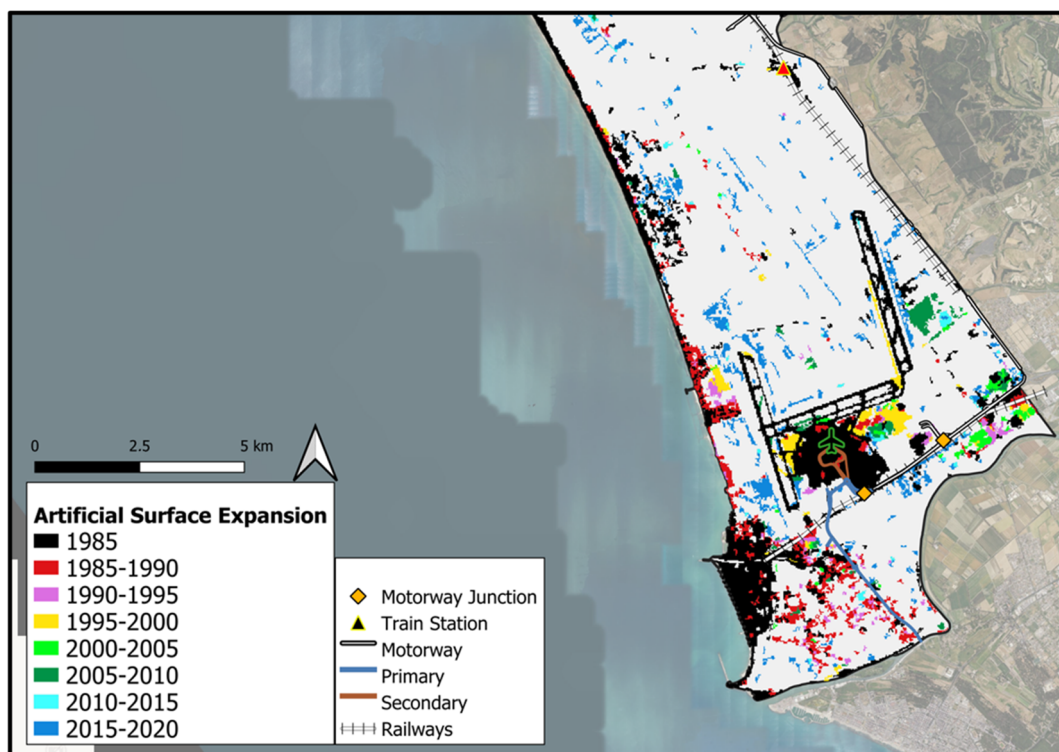 0 2.5 5 km
Artificial Surface Expansion
1985
1985-1990
1990-1995
1995-2000
2000-2005
2005-2010
2010-2015
2015-2020
Motorway Junction
Train Station
Motorway
Primary
Secondary
Railways